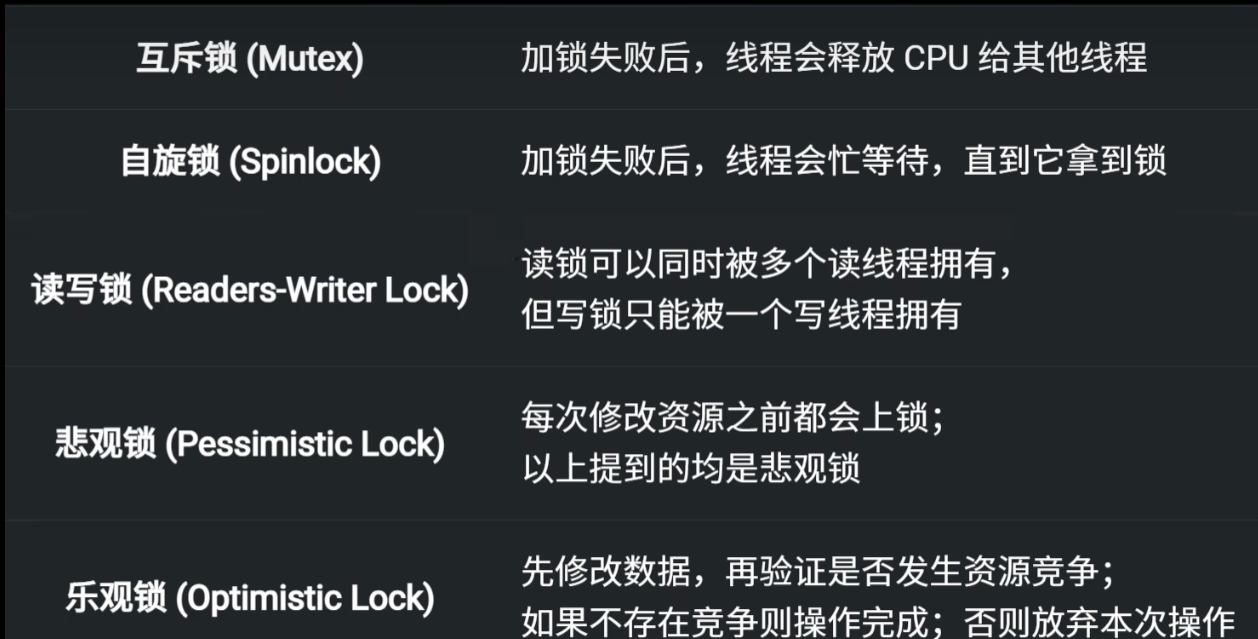 互斥锁 (Mutex)
加锁失败后，线程会释放 CPU 给其他线程
自旋锁 (Spinlock)
加锁失败后，线程会忙等待，直到它拿到锁
读写锁 (Readers-Writer Lock)
读锁可以同时被多个读线程拥有，
但写锁只能被一个写线程拥有
悲观锁 (Pessimistic Lock)
每次修改资源之前都会上锁；
以上提到的均是悲观锁
乐观锁 (Optimistic Lock)
先修改数据，再验证是否发生资源竞争；
如果不存在竞争则操作完成；否则放弃本次操作